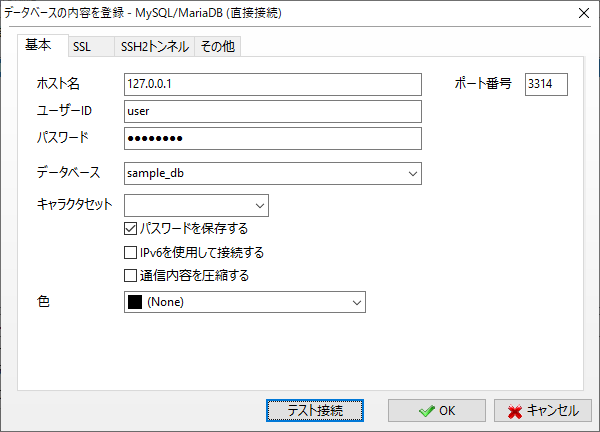 データベースの内容を登録 - MySQL/MariaDB (直接接続)
基本 SSL SSH2トンネル その他
ホスト名 127.0.0.1 ポート番号 3314
ユーザーID user
パスワード ●●●●●●●●
データベース sample_db
キャラクタセット
パスワードを保存する
IPv6を使用して接続する
通信内容を圧縮する
色 (None)
テスト接続 OK キャンセル